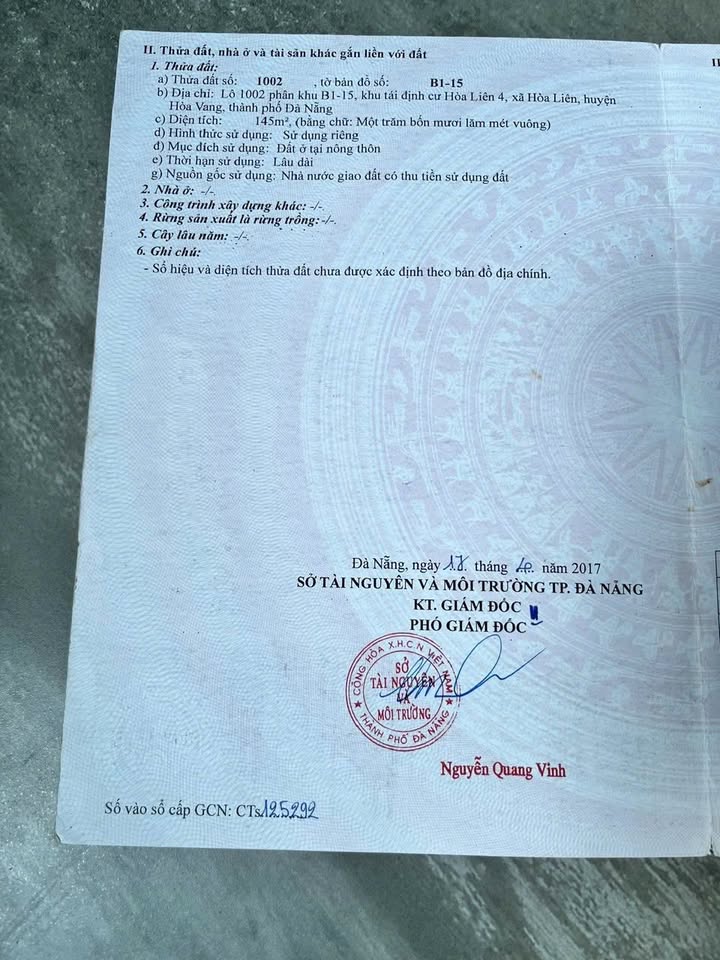 II. Thửa đất, nhà ở và tài sản khác gắn liền với đất
1. Thửa đất:
a) Thửa đất số: 1002 , tờ bản đồ số: B1-15
b) Địa chỉ: Lô 1002 phân khu B1-15, khu tái định cư Hòa Liên 4, xã Hòa Liên, huyện
Hòa Vang, thành phố Đà Nẵng
c) Diện tích: 145m², (bằng chữ: Một trăm bốn mươi lăm mét vuông)
d) Hình thức sử dụng: Sử dụng riêng
đ) Mục đích sử dụng: Đất ở tại nông thôn
e) Thời hạn sử dụng: Lâu dài
g) Nguồn gốc sử dụng: Nhà nước giao đất có thu tiền sử dụng đất
2. Nhà ở: -/-
3. Công trình xây dựng khác: -/-
4. Rừng sản xuất là rừng trồng: -/-
5. Cây lâu năm: -/-
6. Ghi chú:
- Số hiệu và diện tích thửa đất chưa được xác định theo bản đồ địa chính.
Đà Nẵng, ngày tháng năm 2017
SỞ TÀI NGUYÊN VÀ MÔI TRƯỜNG TP. ĐÀ NẴNG
KT. GIÁM ĐỐC
PHÓ GIÁM ĐỐC
CỘNG HÒA X.H.C.N VIỆT NAM
SỞ
TÀI NGUYÊN
VÀ
MÔI TRƯỜNG
THÀNH PHỐ ĐÀ NẴNG
Nguyễn Quang Vinh
Số vào sổ cấp GCN: CTs125292